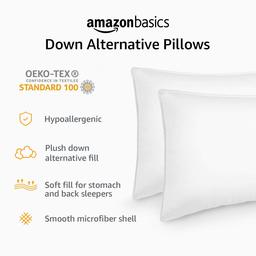 amazonbasics
Down Alternative Pillows
OEKO-TEX®
CONFIDENCE IN TEXTILES
STANDARD 100
Hypoallergenic
Plush down
alternative fill
Soft fill for stomach
and back sleepers
Smooth microfiber shell